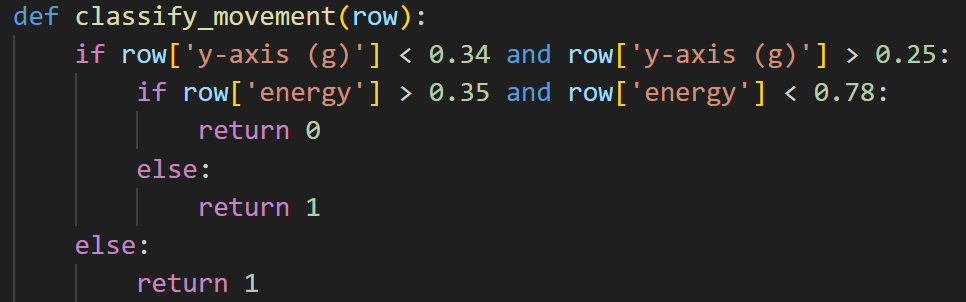 def classify_movement(row):
    if row['y-axis (g)'] < 0.34 and row['y-axis (g)'] > 0.25:
        if row['energy'] > 0.35 and row['energy'] < 0.78:
            return 0
        else:
            return 1
    else:
        return 1